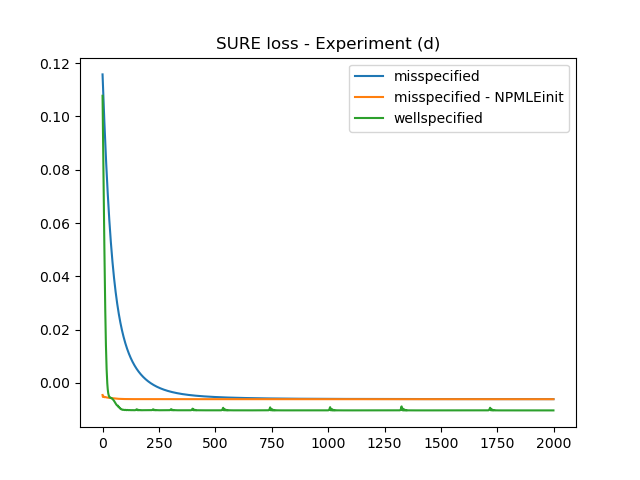 SURE loss - Experiment (d)
0.12
0.10
0.08
0.06
0.04
0.02
0.00
misspecified
misspecified - NPMLEinit
wellspecified
0 250 500 750 1000 1250 1500 1750 2000